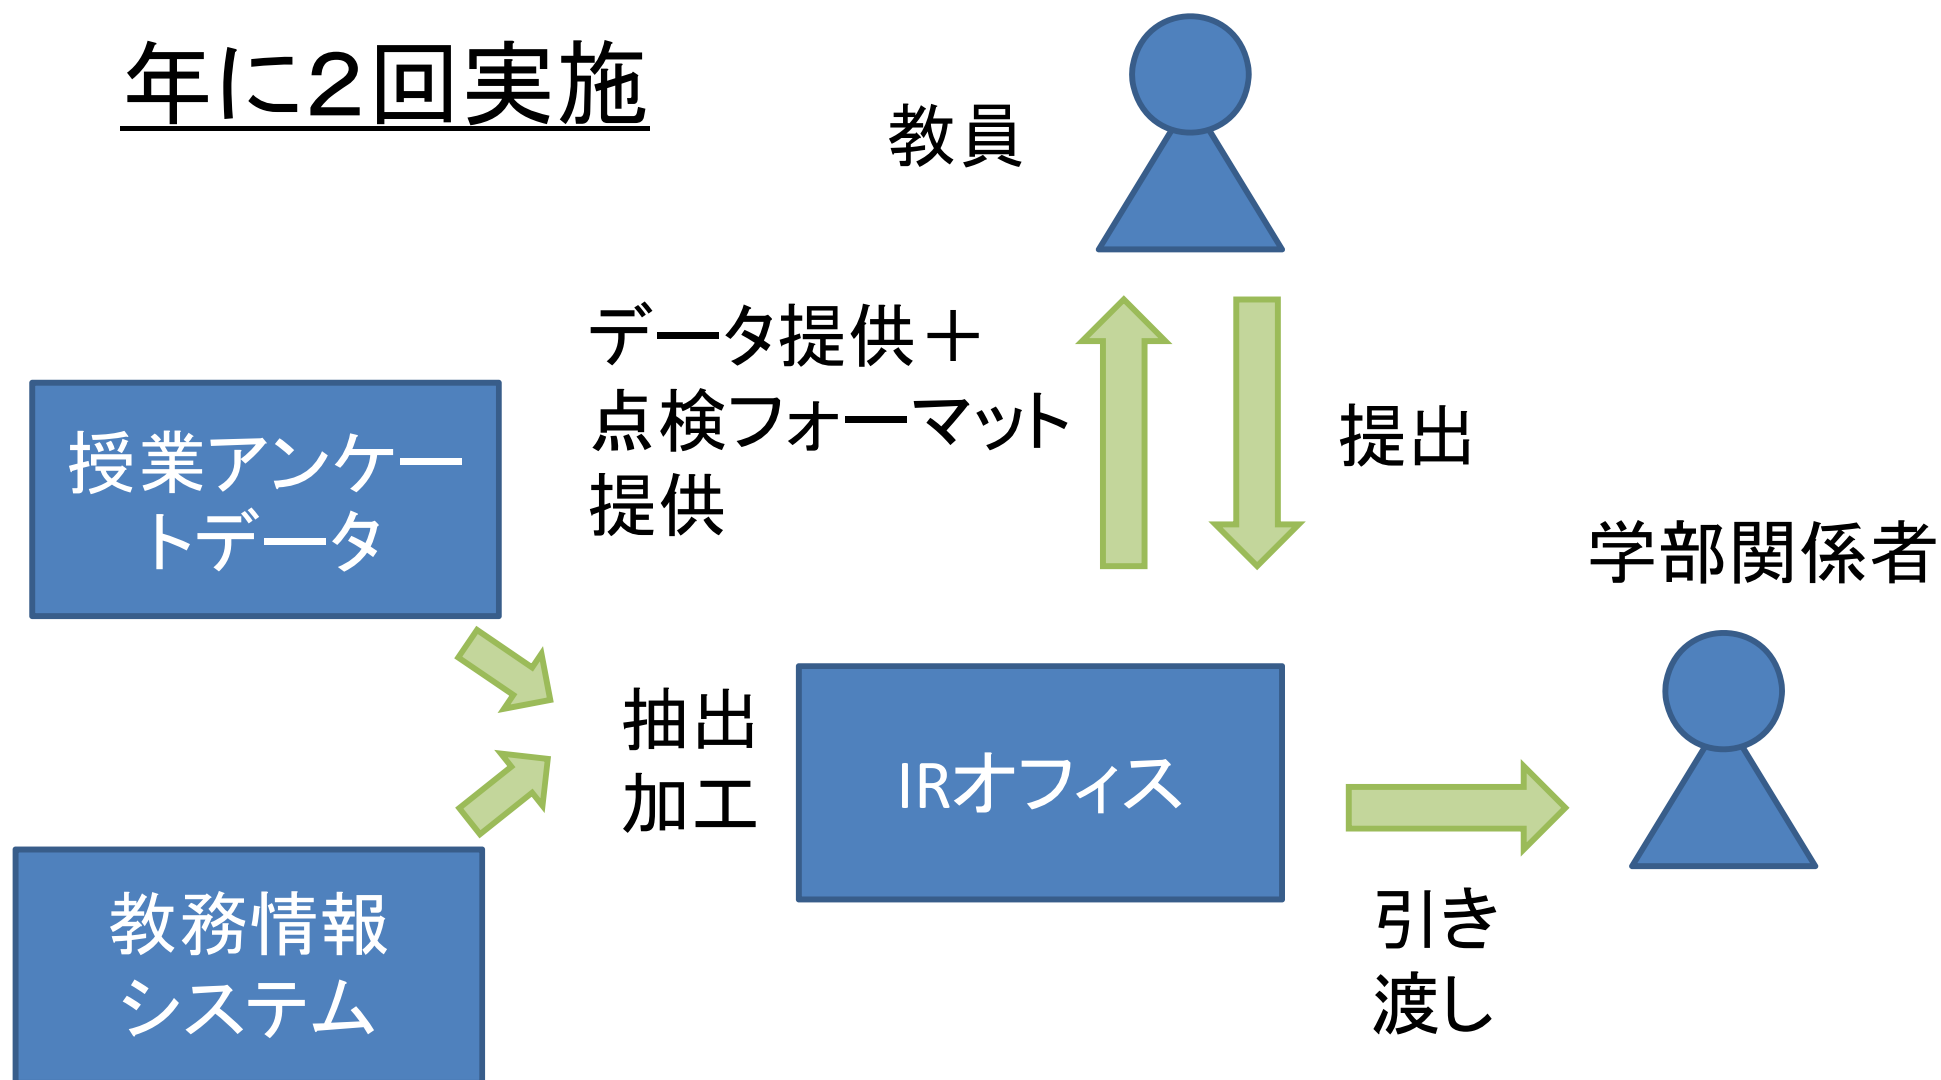 年に２回実施
教員
データ提供＋
点検フォーマット
提供
提出
授業アンケー
トデータ
学部関係者
抽出
加工
IRオフィス
教務情報
システム
引き
渡し